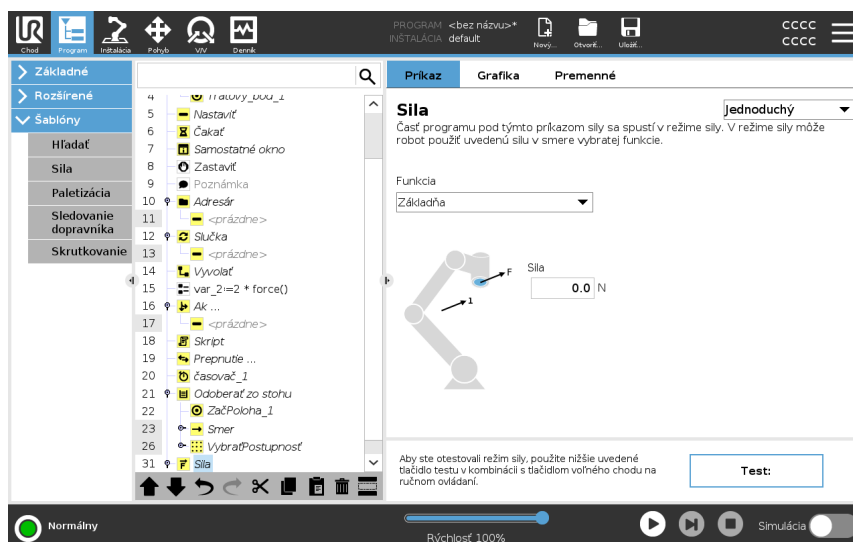 PROGRAM <bez názvu>*
INŠTALÁCIA default
Chod
Program
Inštalácia
Pohyb
V/V
Denník
Nový...
Otvoriť...
Uložiť...
CCCC
CCCC
Základné
Rozšírené
Šablóny
Hľadať
Sila
Paletizácia
Sledovanie
dopravníka
Skrutkovanie
4 Traťový_bod_1
5 Nastaviť
6 Čakať
7 Samostatné okno
8 Zastaviť
9 Poznámka
10 Adresár
11 <prázdne>
12 Slučka
13 <prázdne>
14 Vyvolať
15 var_2≔2 * force()
16 Ak ...
17 <prázdne>
18 Skript
19 Prepnutie ...
20 časovač_1
21 Odoberať zo stohu
22 ZačPoloha_1
23 Smer
26 VybraťPostupnosť
31 Sila
Príkaz
Grafika
Premenné
Sila
Jednoduchý
Časť programu pod týmto príkazom sily sa spustí v režime sily. V režime sily môže
robot použiť uvedenú silu v smere vybratej funkcie.
Funkcia
Základňa
F
1
Sila
0.0 N
Aby ste otestovali režim sily, použite nižšie uvedené
tlačidlo testu v kombinácii s tlačidlom voľného chodu na
ručnom ovládaní.
Test:
Normálny
Rýchlosť 100%
Simulácia